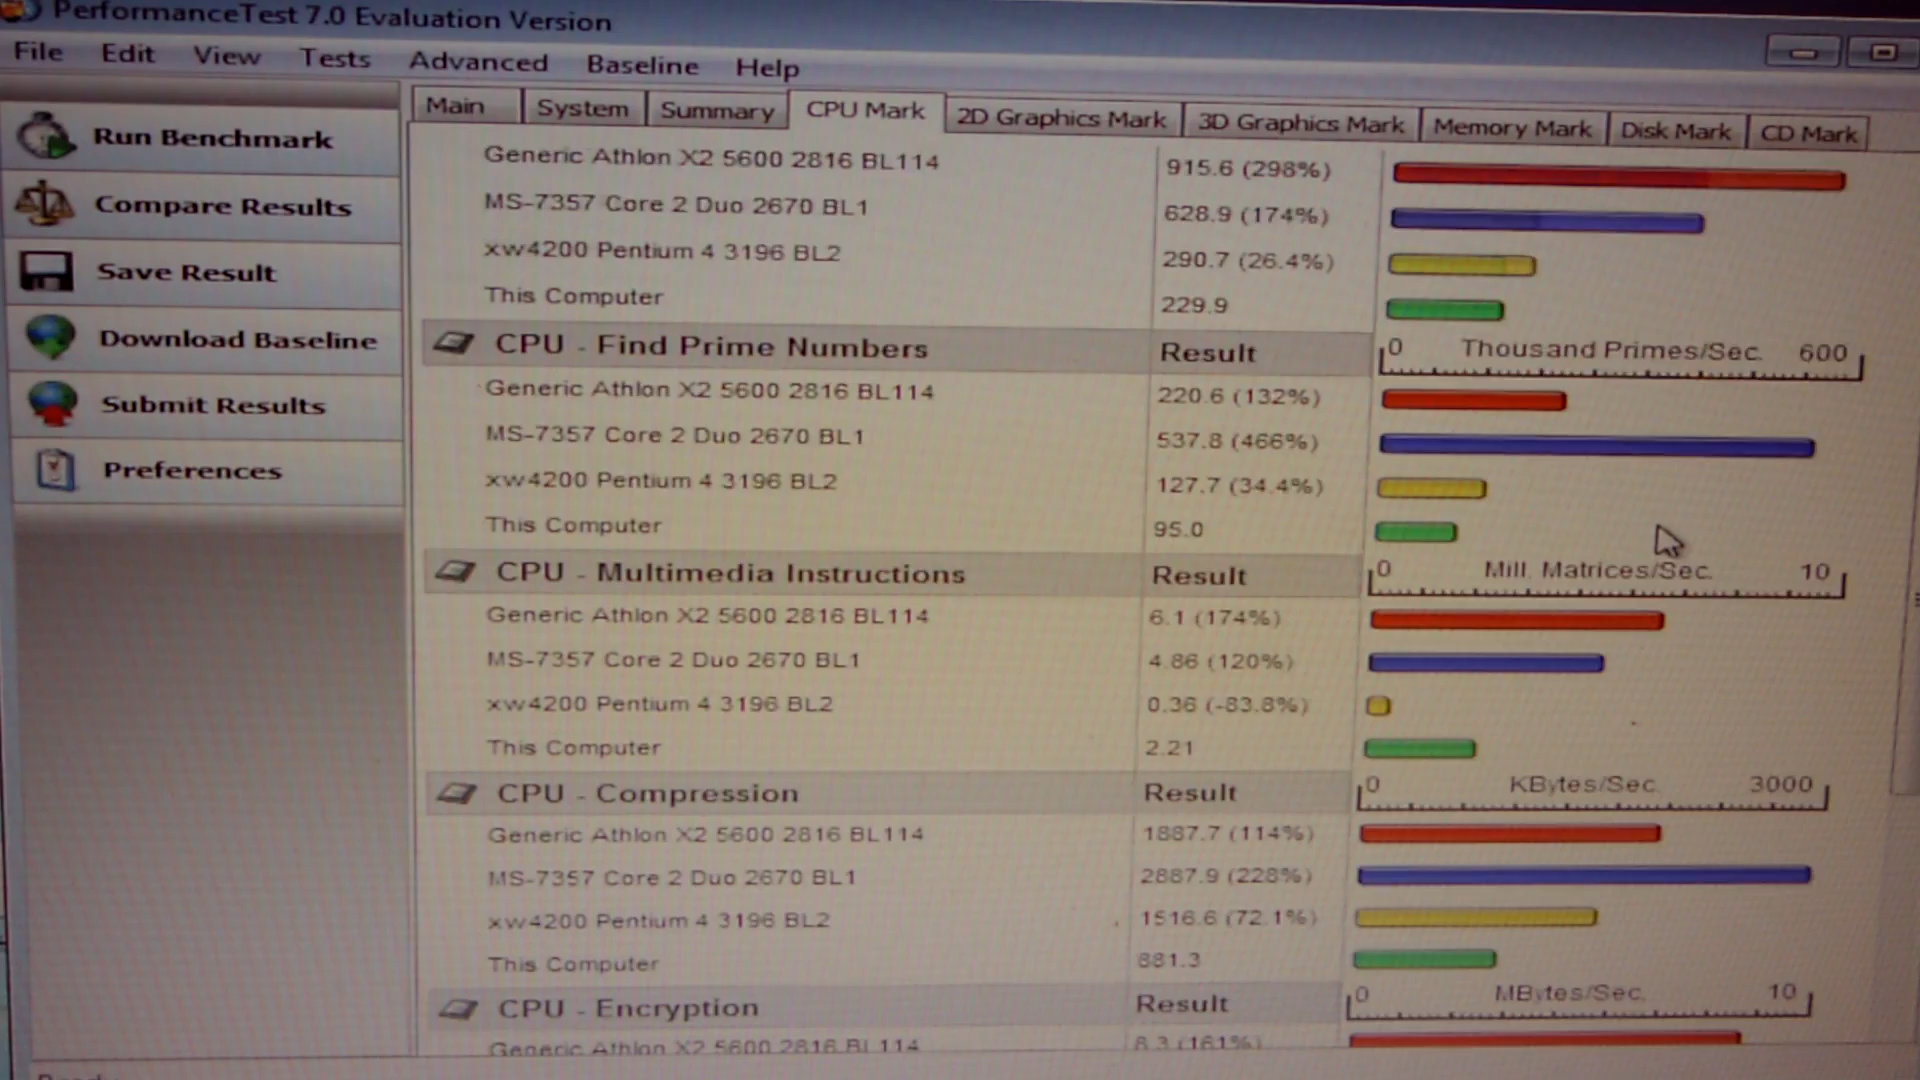 PerformanceTest 7.0 Evaluation Version
File Edit View Tests Advanced Baseline Help
Run Benchmark
Compare Results
Save Result
Download Baseline
Submit Results
Preferences
Main System Summary CPU Mark 2D Graphics Mark 3D Graphics Mark Memory Mark Disk Mark CD Mark
Generic Athlon X2 5600 2816 BL114 915.6 (298%)
MS-7357 Core 2 Duo 2670 BL1 628.9 (174%)
xw4200 Pentium 4 3196 BL2 290.7 (26.4%)
This Computer 229.9
CPU - Find Prime Numbers Result 0 Thousand Primes/Sec. 600
Generic Athlon X2 5600 2816 BL114 220.6 (132%)
MS-7357 Core 2 Duo 2670 BL1 537.8 (466%)
xw4200 Pentium 4 3196 BL2 127.7 (34.4%)
This Computer 95.0
CPU - Multimedia Instructions Result 0 Mill. Matrices/Sec. 10
Generic Athlon X2 5600 2816 BL114 6.1 (174%)
MS-7357 Core 2 Duo 2670 BL1 4.86 (120%)
xw4200 Pentium 4 3196 BL2 0.36 (-83.8%)
This Computer 2.21
CPU - Compression Result 0 KBytes/Sec. 3000
Generic Athlon X2 5600 2816 BL114 1887.7 (114%)
MS-7357 Core 2 Duo 2670 BL1 2887.9 (228%)
xw4200 Pentium 4 3196 BL2 1516.6 (72.1%)
This Computer 881.3
CPU - Encryption Result 0 MBytes/Sec. 10
Generic Athlon X2 5600 2816 BL114 8.3 (161%)